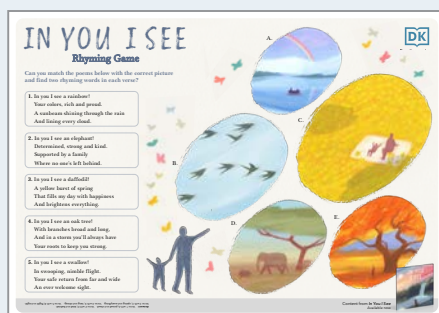 IN YOU I SEE
Rhyming Game
DK
Can you match the poems below with the correct picture
and find two rhyming words in each verse?
1. In you I see a rainbow!
Your colors, rich and proud.
A sunbeam shining through the rain
And lining every cloud.
2. In you I see an elephant!
Determined, strong and kind.
Supported by a family
Where no one's left behind.
3. In you I see a daffodil!
A yellow burst of spring
That fills my day with happiness
And brightens everything.
4. In you I see an oak tree!
With branches broad and long,
And in a storm you'll always have
Your roots to keep you strong.
5. In you I see a swallow!
In swooping, nimble flight.
Your safe return from far and wide
An ever welcome sight.
A.
B.
C.
D.
E.
Content from In You I See
Available now